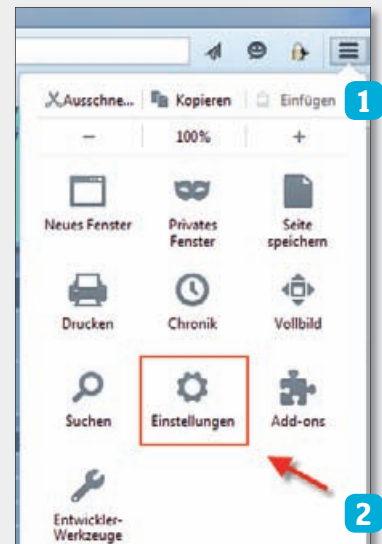 1
Ausschne... Kopieren Einfügen
− 100% +
Neues Fenster
Privates
Fenster
Seite
speichern
Drucken
Chronik
Vollbild
Suchen
Einstellungen
Add-ons
2
Entwickler-
Werkzeuge